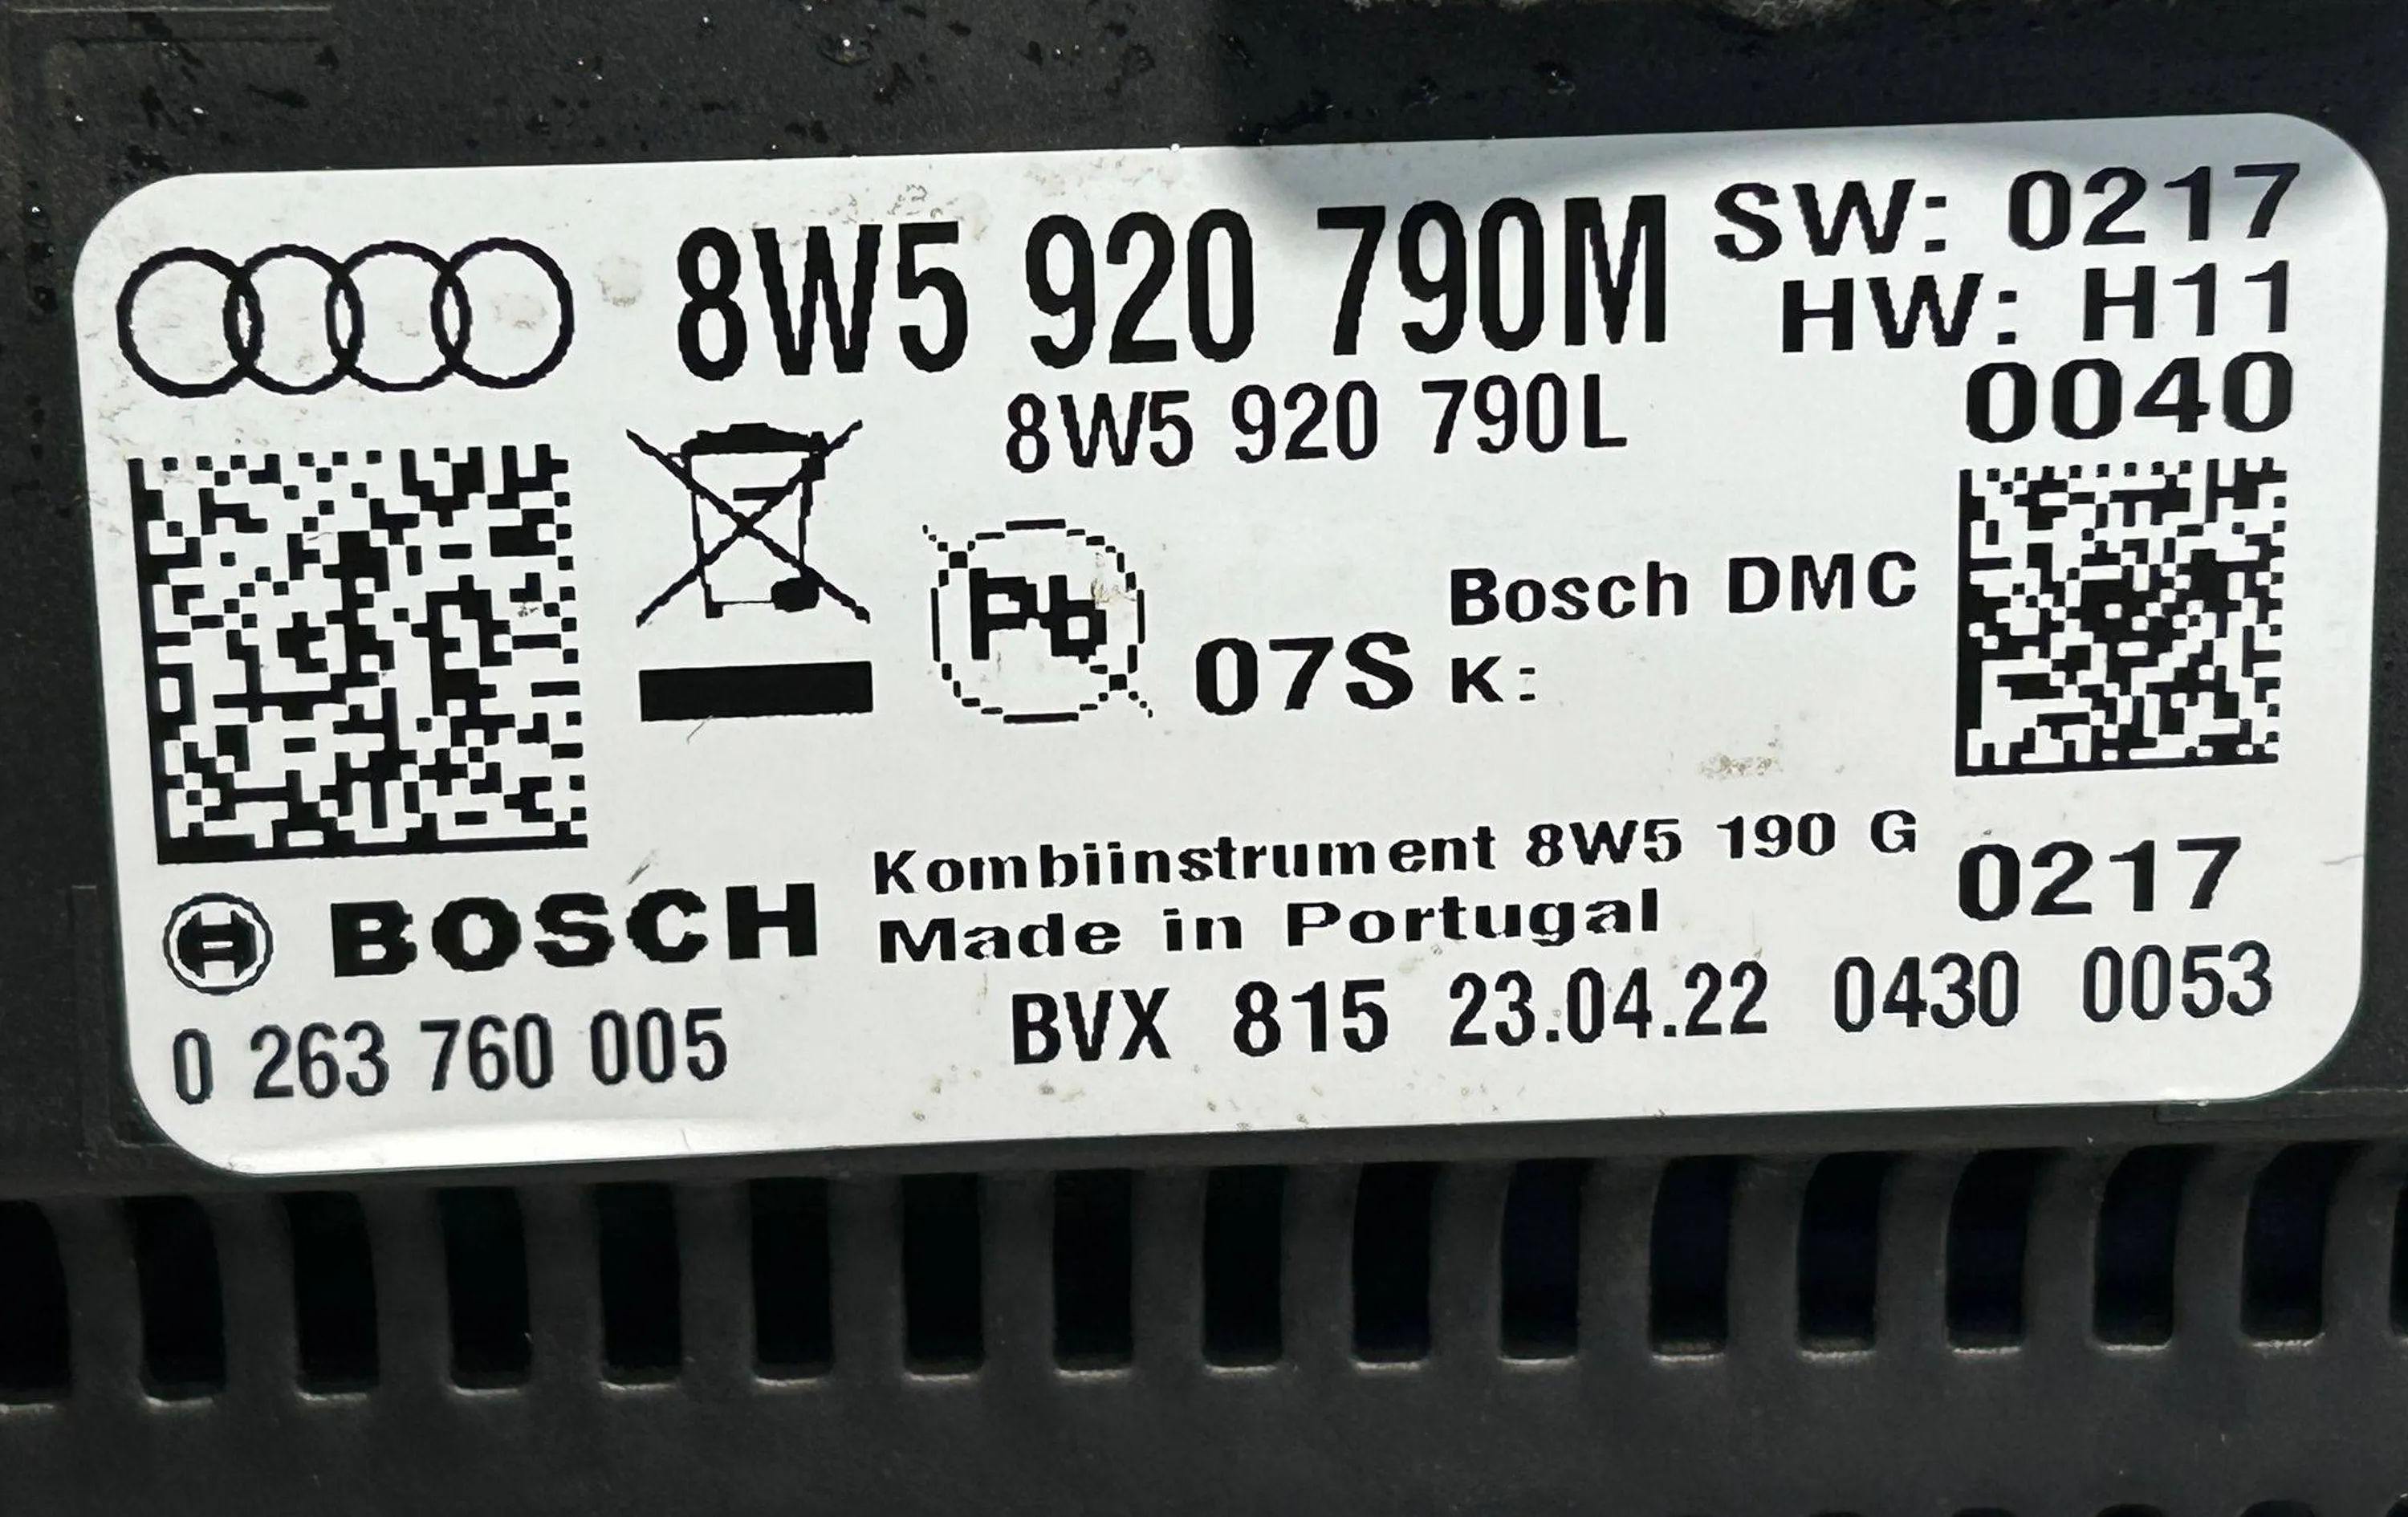 8W5 920 790M
SW: 0217
HW: H11
0040
8W5 920 790L
Pb
07S
Bosch DMC
K:
Kombiinstrument 8W5 190 G
Made in Portugal
0217
BOSCH
0 263 760 005
BVX 815 23.04.22 0430 0053